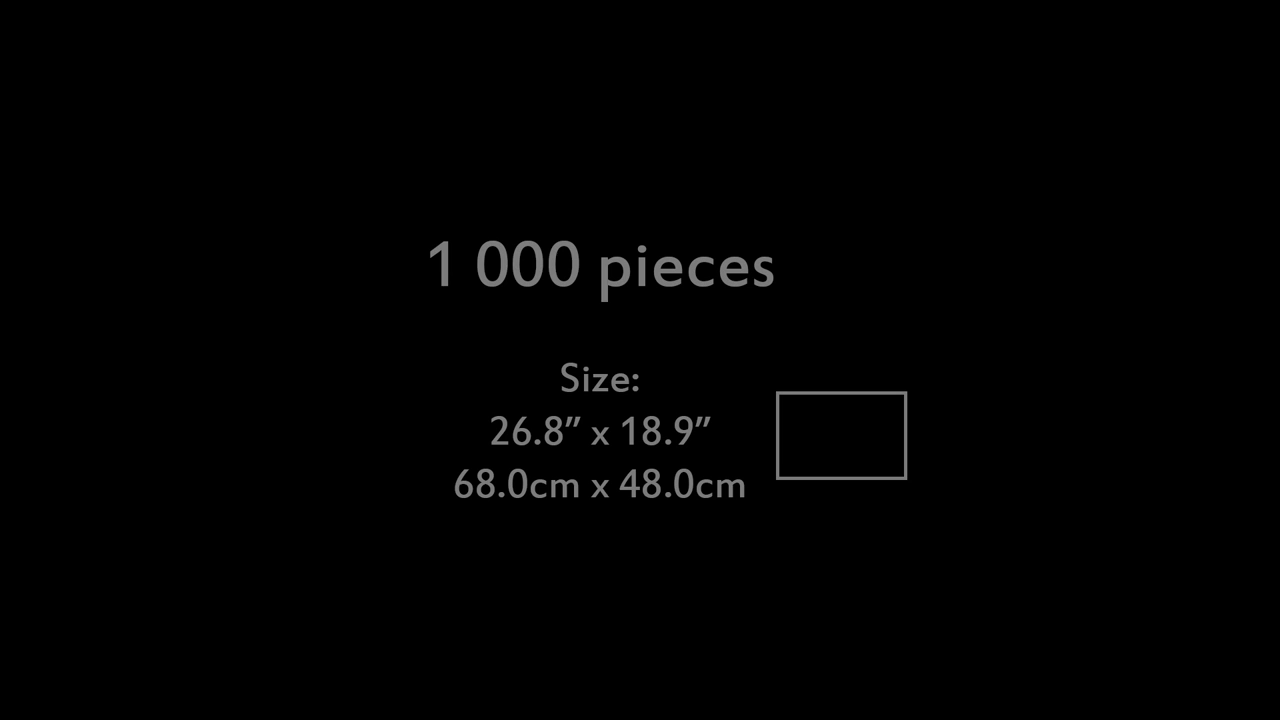 1 000 pieces
Size:
26.8” x 18.9”
68.0cm x 48.0cm